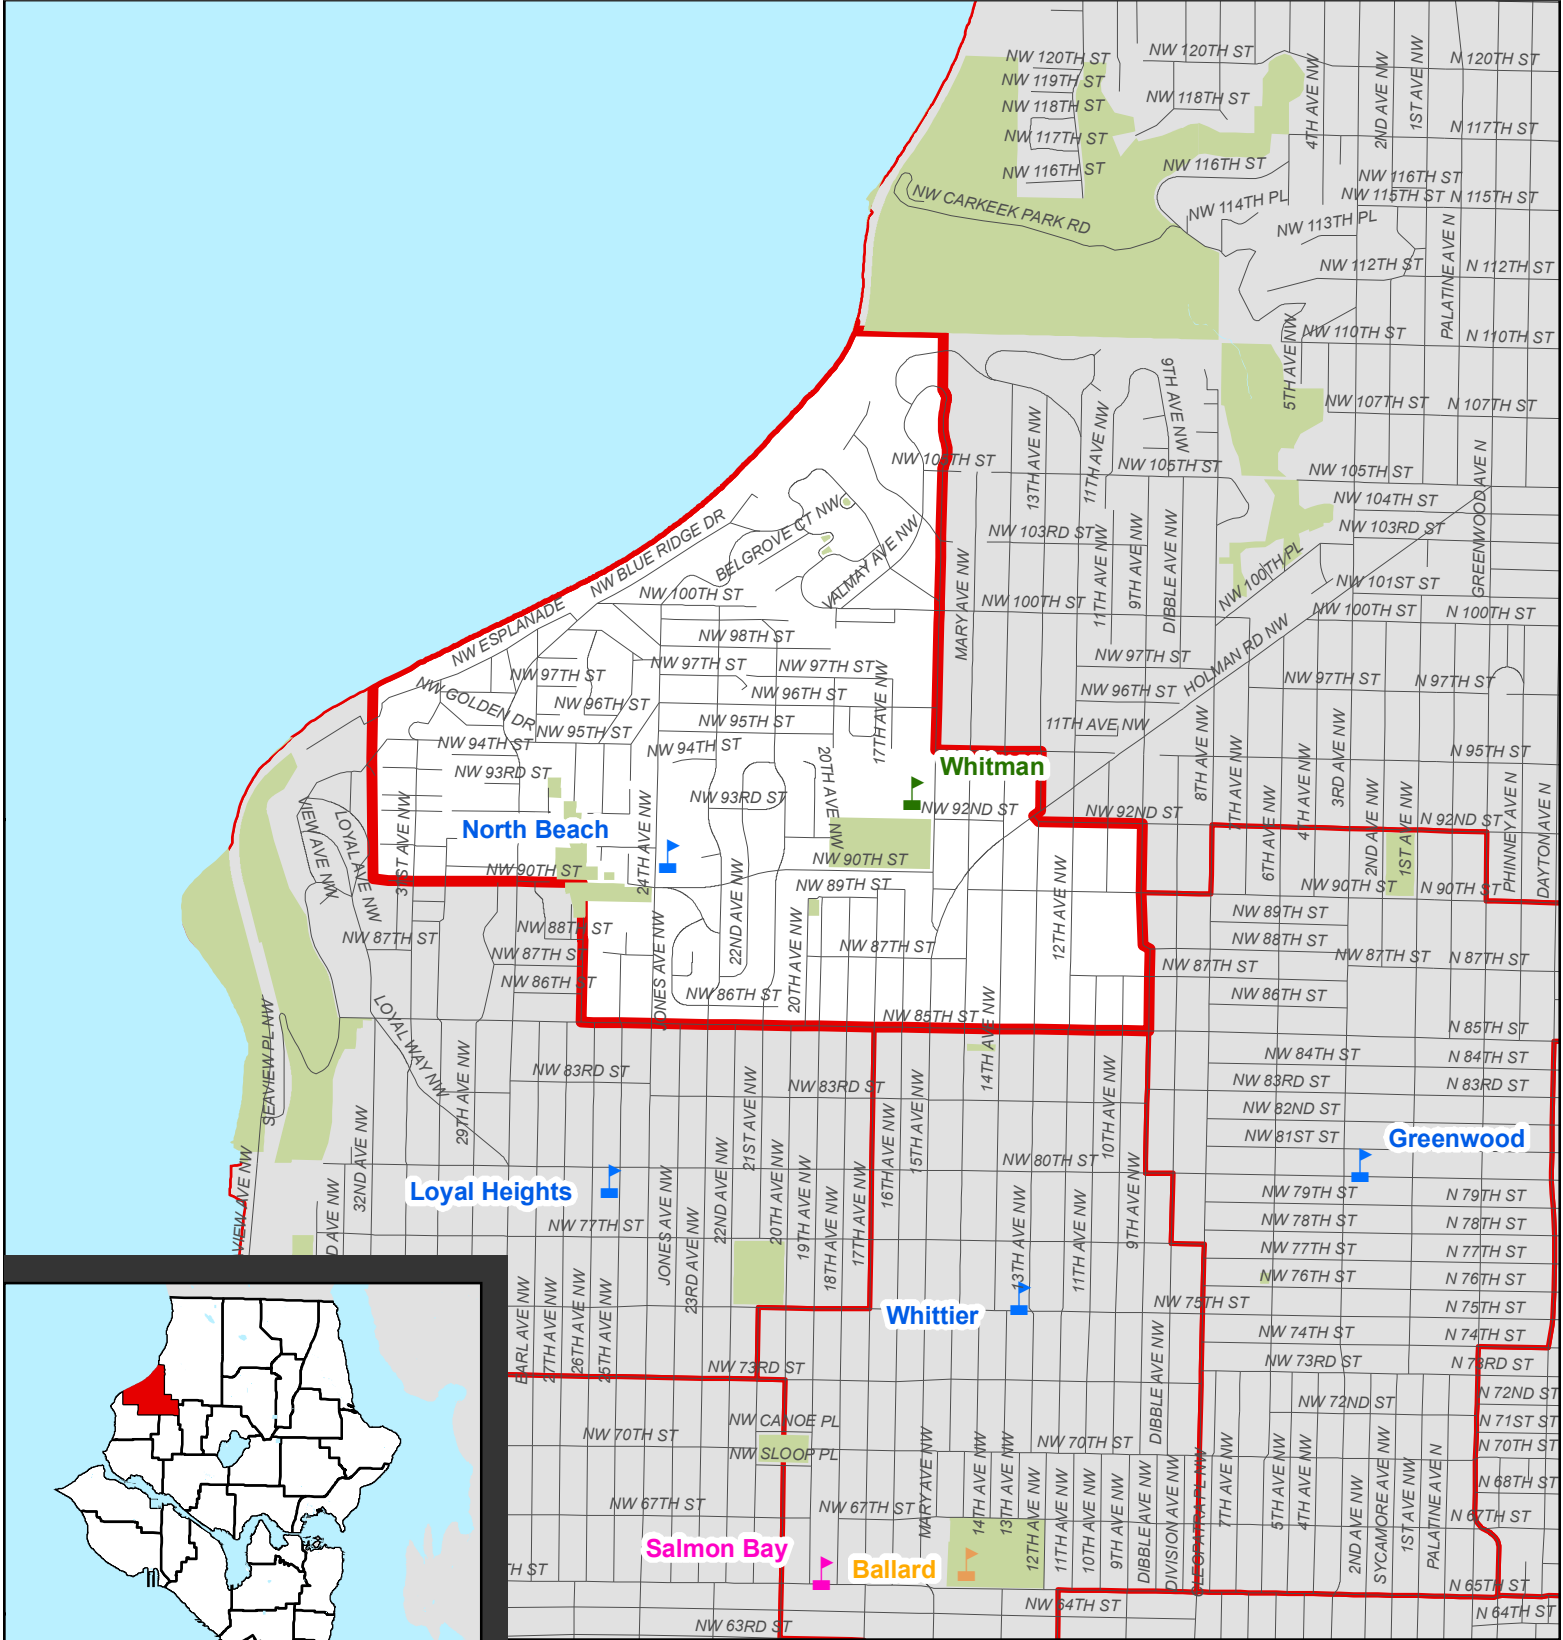 NW 120TH ST
NW 120TH ST
N 120TH ST
NW 119TH ST
NW 118TH ST
NW 118TH ST
4TH AVE NW
2ND AVE NW
1ST AVE NW
N 117TH ST
NW 117TH ST
NW 116TH ST
NW 116TH ST
NW 116TH ST
NW 115TH ST
N 115TH ST
NW CARKEEK PARK RD
NW 114TH PL
NW 113TH PL
PALATINE AVE N
NW 112TH ST
N 112TH ST
NW 110TH ST
N 110TH ST
5TH AVE NW
9TH AVE NW
NW 107TH ST
N 107TH ST
13TH AVE NW
11TH AVE NW
NW 105TH ST
NW 105TH ST
GREENWOOD AVE N
NW 104TH ST
NW 103RD ST
NW 103RD ST
NW BLUE RIDGE DR
BELGROVE CT NW
VALMAY AVE NW
MARY AVE NW
11TH AVE NW
9TH AVE NW
DIBBLE AVE NW
NW 100TH PL
NW 101ST ST
NW 100TH ST
NW 100TH ST
NW 100TH ST
N 100TH ST
NW ESPLANADE
NW 98TH ST
HOLMAN RD NW
NW 97TH ST
NW 97TH ST
NW 97TH ST
NW 97TH ST
NW 97TH ST
N 97TH ST
NW GOLDEN DR
NW 96TH ST
NW 96TH ST
NW 96TH ST
17TH AVE NW
NW 95TH ST
NW 95TH ST
11TH AVE NW
NW 94TH ST
NW 94TH ST
N 95TH ST
8TH AVE NW
7TH AVE NW
3RD AVE NW
4TH AVE NW
6TH AVE NW
2ND AVE NW
1ST AVE NW
PHINNEY AVE N
DAYTON AVE N
Whitman
NW 93RD ST
NW 93RD ST
20TH AVE NW
NW 92ND ST
NW 92ND ST
N 92ND ST
VIEW AVE NW
LOYAL AVE NW
31ST AVE NW
North Beach
24TH AVE NW
NW 90TH ST
NW 90TH ST
NW 90TH ST
N 90TH ST
NW 89TH ST
NW 89TH ST
22ND AVE NW
20TH AVE NW
12TH AVE NW
NW 88TH ST
NW 88TH ST
NW 87TH ST
NW 87TH ST
NW 87TH ST
NW 87TH ST
NW 87TH ST
N 87TH ST
JONES AVE NW
NW 86TH ST
NW 86TH ST
NW 86TH ST
LOYAL WAY NW
SEAVIEW PL NW
NW 85TH ST
N 85TH ST
14TH AVE NW
NW 84TH ST
N 84TH ST
NW 83RD ST
NW 83RD ST
NW 83RD ST
N 83RD ST
29TH AVE NW
32ND AVE NW
21ST AVE NW
15TH AVE NW
10TH AVE NW
NW 82ND ST
NW 81ST ST
Greenwood
NW 80TH ST
Loyal Heights
16TH AVE NW
NW 79TH ST
N 79TH ST
NW 78TH ST
N 78TH ST
NW 77TH ST
NW 77TH ST
N 77TH ST
NW 76TH ST
N 76TH ST
JONES AVE NW
23RD AVE NW
22ND AVE NW
20TH AVE NW
19TH AVE NW
18TH AVE NW
17TH AVE NW
13TH AVE NW
11TH AVE NW
9TH AVE NW
VIEW AVE NW
D AVE NW
Whittier
NW 75TH ST
N 75TH ST
NW 74TH ST
N 74TH ST
EARL AVE NW
27TH AVE NW
26TH AVE NW
25TH AVE NW
NW 73RD ST
NW 73RD ST
N 73RD ST
DIBBLE AVE NW
NW 72ND ST
N 72ND ST
NW CANOE PL
N 71ST ST
NW 70TH ST
NW 70TH ST
N 70TH ST
NW SLOOP PL
N 68TH ST
NW 67TH ST
NW 67TH ST
N 67TH ST
MARY AVE NW
14TH AVE NW
13TH AVE NW
12TH AVE NW
11TH AVE NW
10TH AVE NW
9TH AVE NW
DIBBLE AVE NW
DIVISION AVE NW
CLEOPATRA PL NW
7TH AVE NW
5TH AVE NW
4TH AVE NW
2ND AVE NW
SYCAMORE AVE NW
1ST AVE NW
PALATINE AVE N
Salmon Bay
Ballard
TH ST
N 65TH ST
NW 64TH ST
N 64TH ST
NW 63RD ST